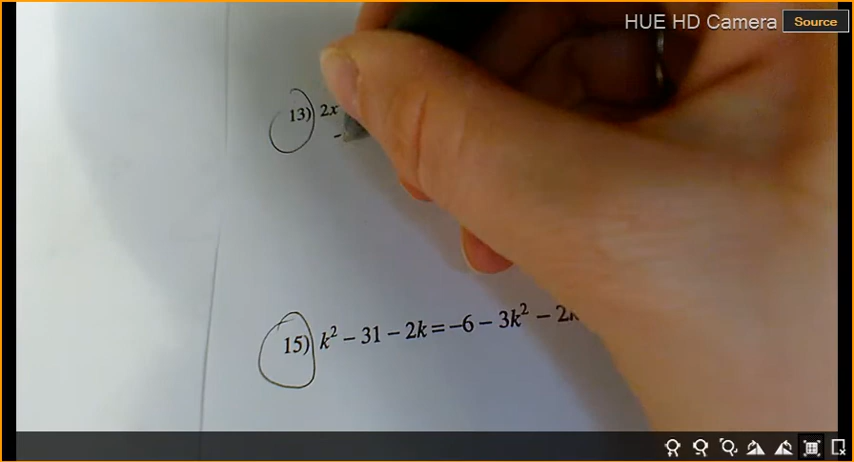 HUE HD Camera
Source
13) 2x
-
15) k² – 31 – 2k = –6 – 3k² – 2k